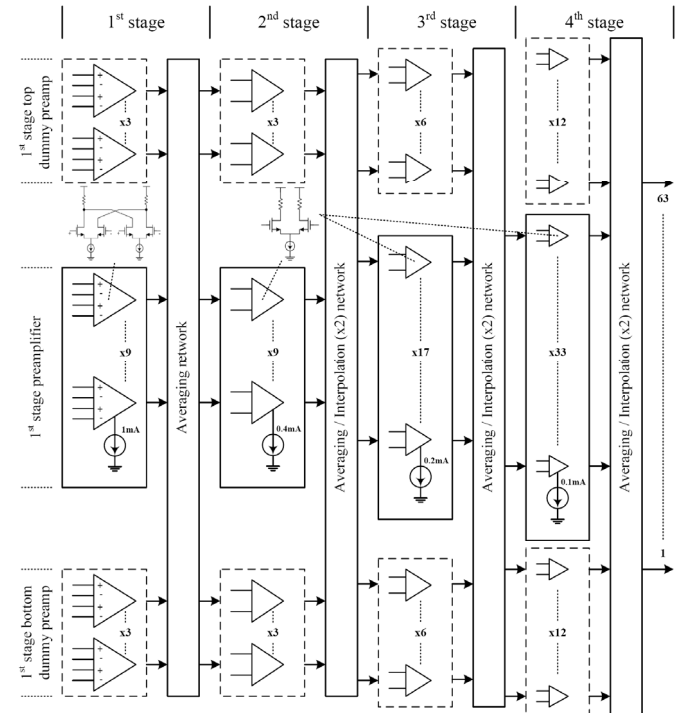 1st stage
2nd stage
3rd stage
4th stage
1st stage top
dummy preamp
+
-
+
-
x3
+
-
+
-
x3
x6
x12
63
1st stage preamplifier
+
-
+
-
x9
+
-
+
-
1mA
Averaging network
x9
0.4mA
Averaging / Interpolation (x2) network
x17
0.2mA
Averaging / Interpolation (x2) network
x33
0.1mA
Averaging / Interpolation (x2) network
1
1st stage bottom
dummy preamp
+
-
+
-
x3
+
-
+
-
x3
x6
x12